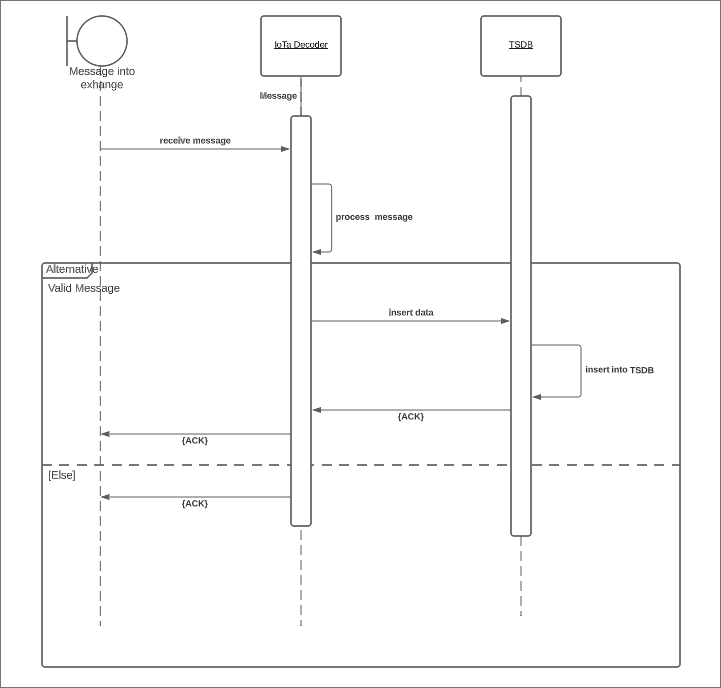 IoTa Decoder
TSDB
Message into
exhange
Message
receive message
process message
Alternative
Valid Message
insert data
insert into TSDB
{ACK}
{ACK}
[Else]
{ACK}